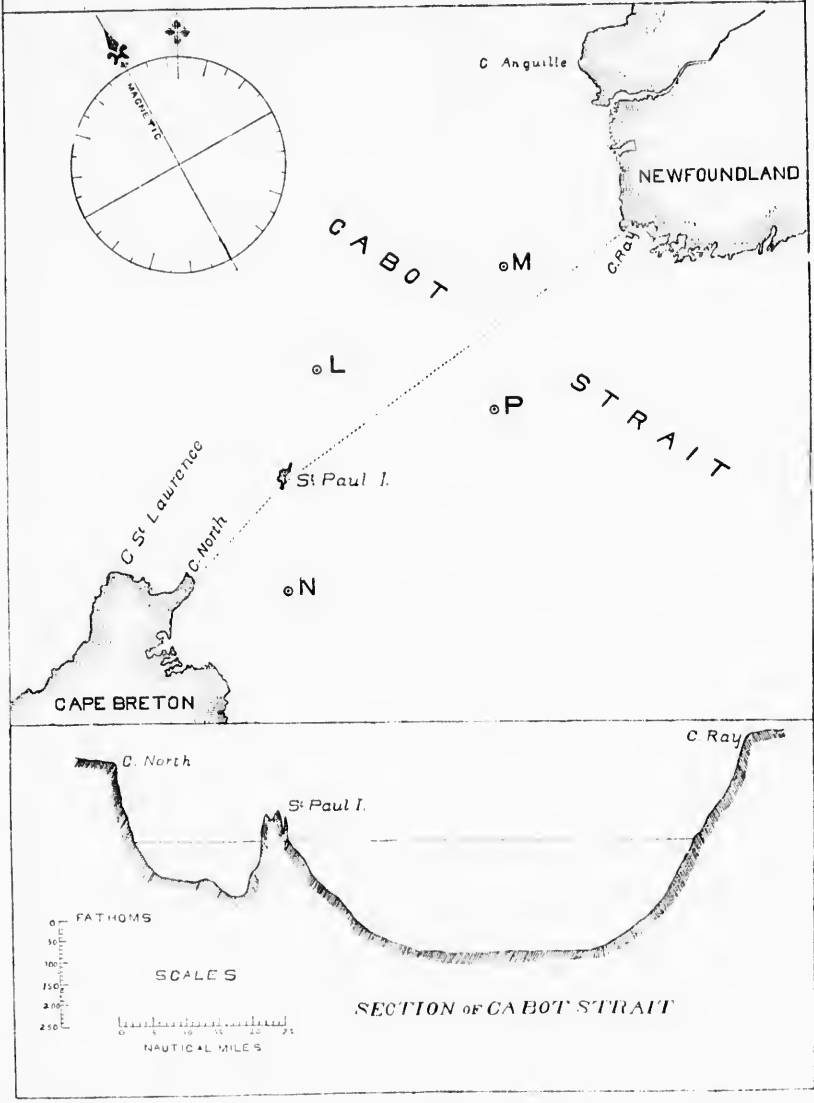 MAGNETIC
C Anguille
NEWFOUNDLAND
C. Ray
CABOT
STRAIT
M
L
P
St Paul I.
C St Lawrence
C. North
N
CAPE BRETON
C. North
C Ray
St Paul I.
FATHOMS
0
50
100
150
200
250
SCALES
0 5 10 15 20 25
NAUTICAL MILES
SECTION OF CABOT STRAIT